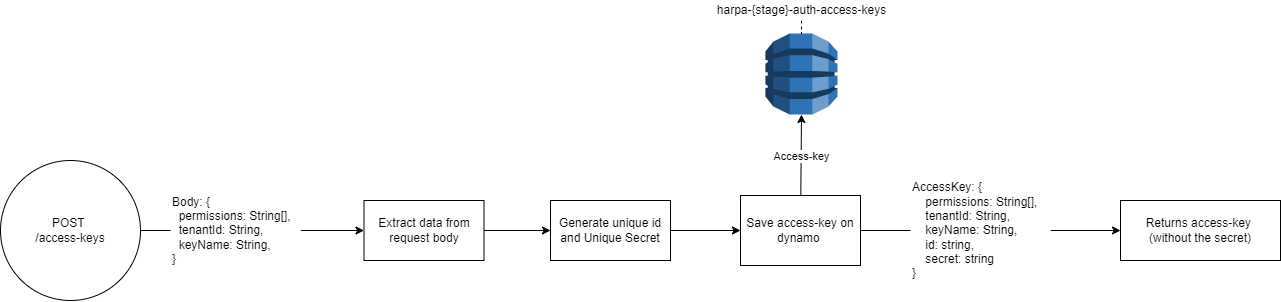 harpa-{stage}-auth-access-keys
Access-key
POST
/access-keys
Body: {
permissions: String[],
tenantId: String,
keyName: String,
}
Extract data from
request body
Generate unique id
and Unique Secret
Save access-key on
dynamo
AccessKey: {
permissions: String[],
tenantId: String,
keyName: String,
id: string,
secret: string
}
Returns access-key
(without the secret)